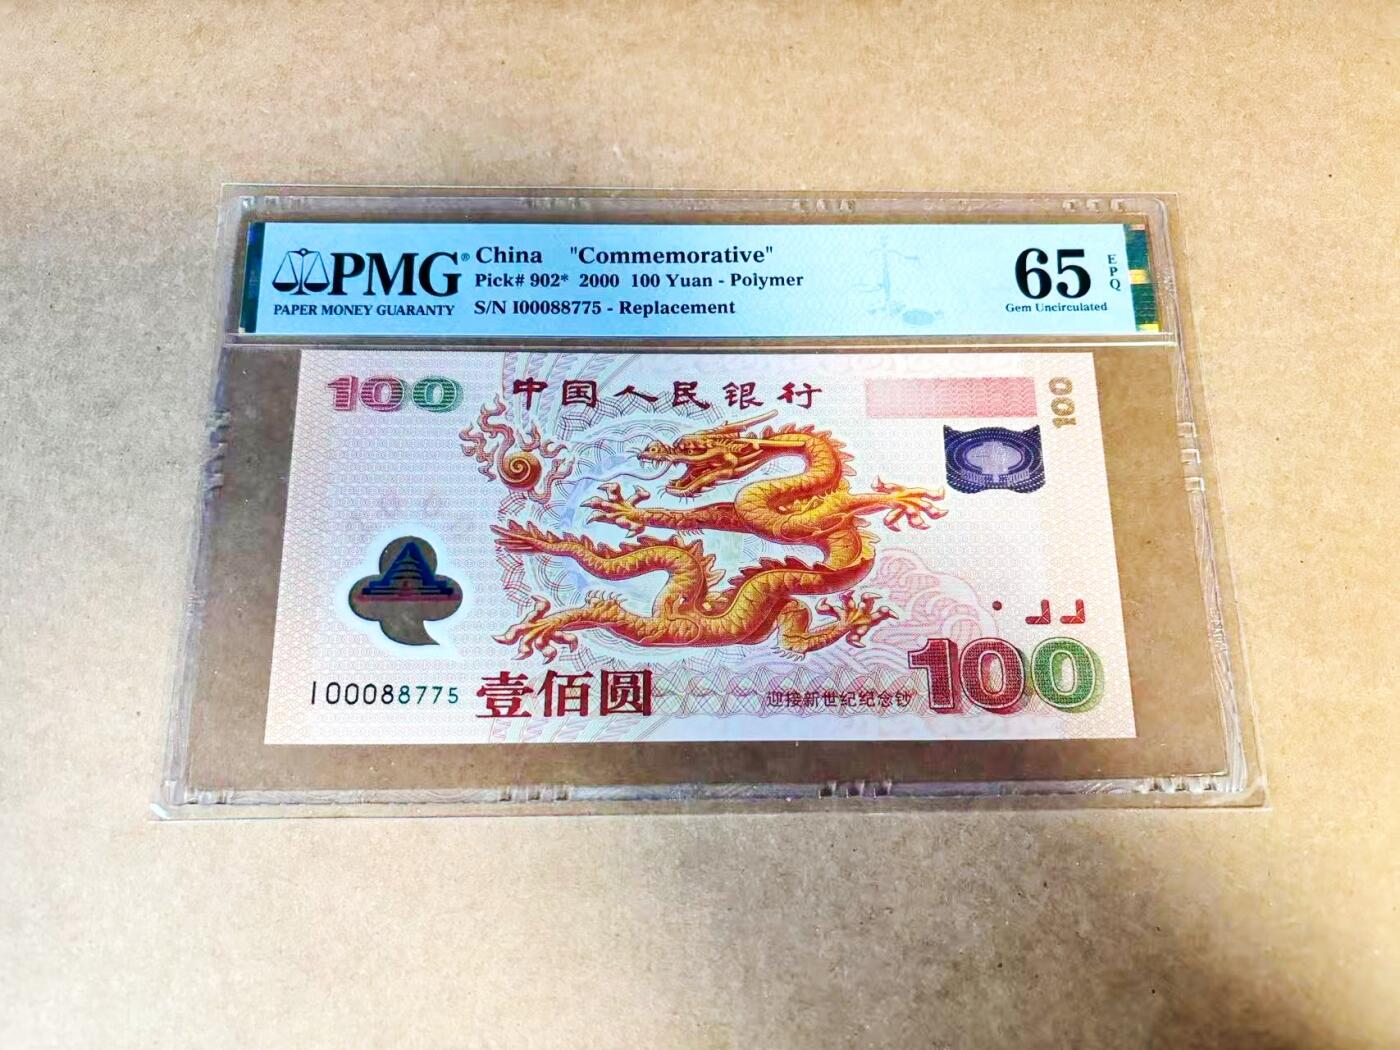 PMG® China "Commemorative"
Pick# 902* 2000 100 Yuan - Polymer
PAPER MONEY GUARANTY S/N I00088775 - Replacement
65 EPQ
Gem Uncirculated
100 中国人民银行 100
I00088775 壹佰圆 迎接新世纪纪念钞 100